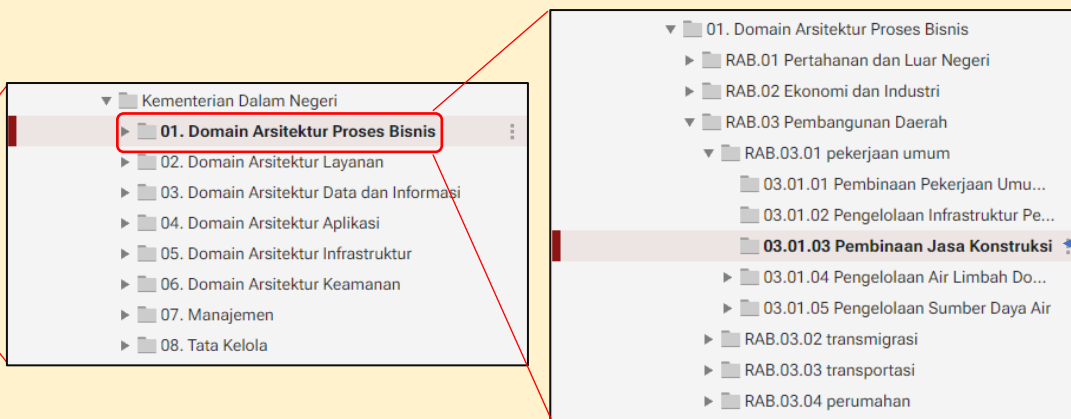 Kementerian Dalam Negeri
01. Domain Arsitektur Proses Bisnis
02. Domain Arsitektur Layanan
03. Domain Arsitektur Data dan Informasi
04. Domain Arsitektur Aplikasi
05. Domain Arsitektur Infrastruktur
06. Domain Arsitektur Keamanan
07. Manajemen
08. Tata Kelola
01. Domain Arsitektur Proses Bisnis
RAB.01 Pertahanan dan Luar Negeri
RAB.02 Ekonomi dan Industri
RAB.03 Pembangunan Daerah
RAB.03.01 pekerjaan umum
03.01.01 Pembinaan Pekerjaan Umu...
03.01.02 Pengelolaan Infrastruktur Pe...
03.01.03 Pembinaan Jasa Konstruksi
03.01.04 Pengelolaan Air Limbah Do...
03.01.05 Pengelolaan Sumber Daya Air
RAB.03.02 transmigrasi
RAB.03.03 transportasi
RAB.03.04 perumahan